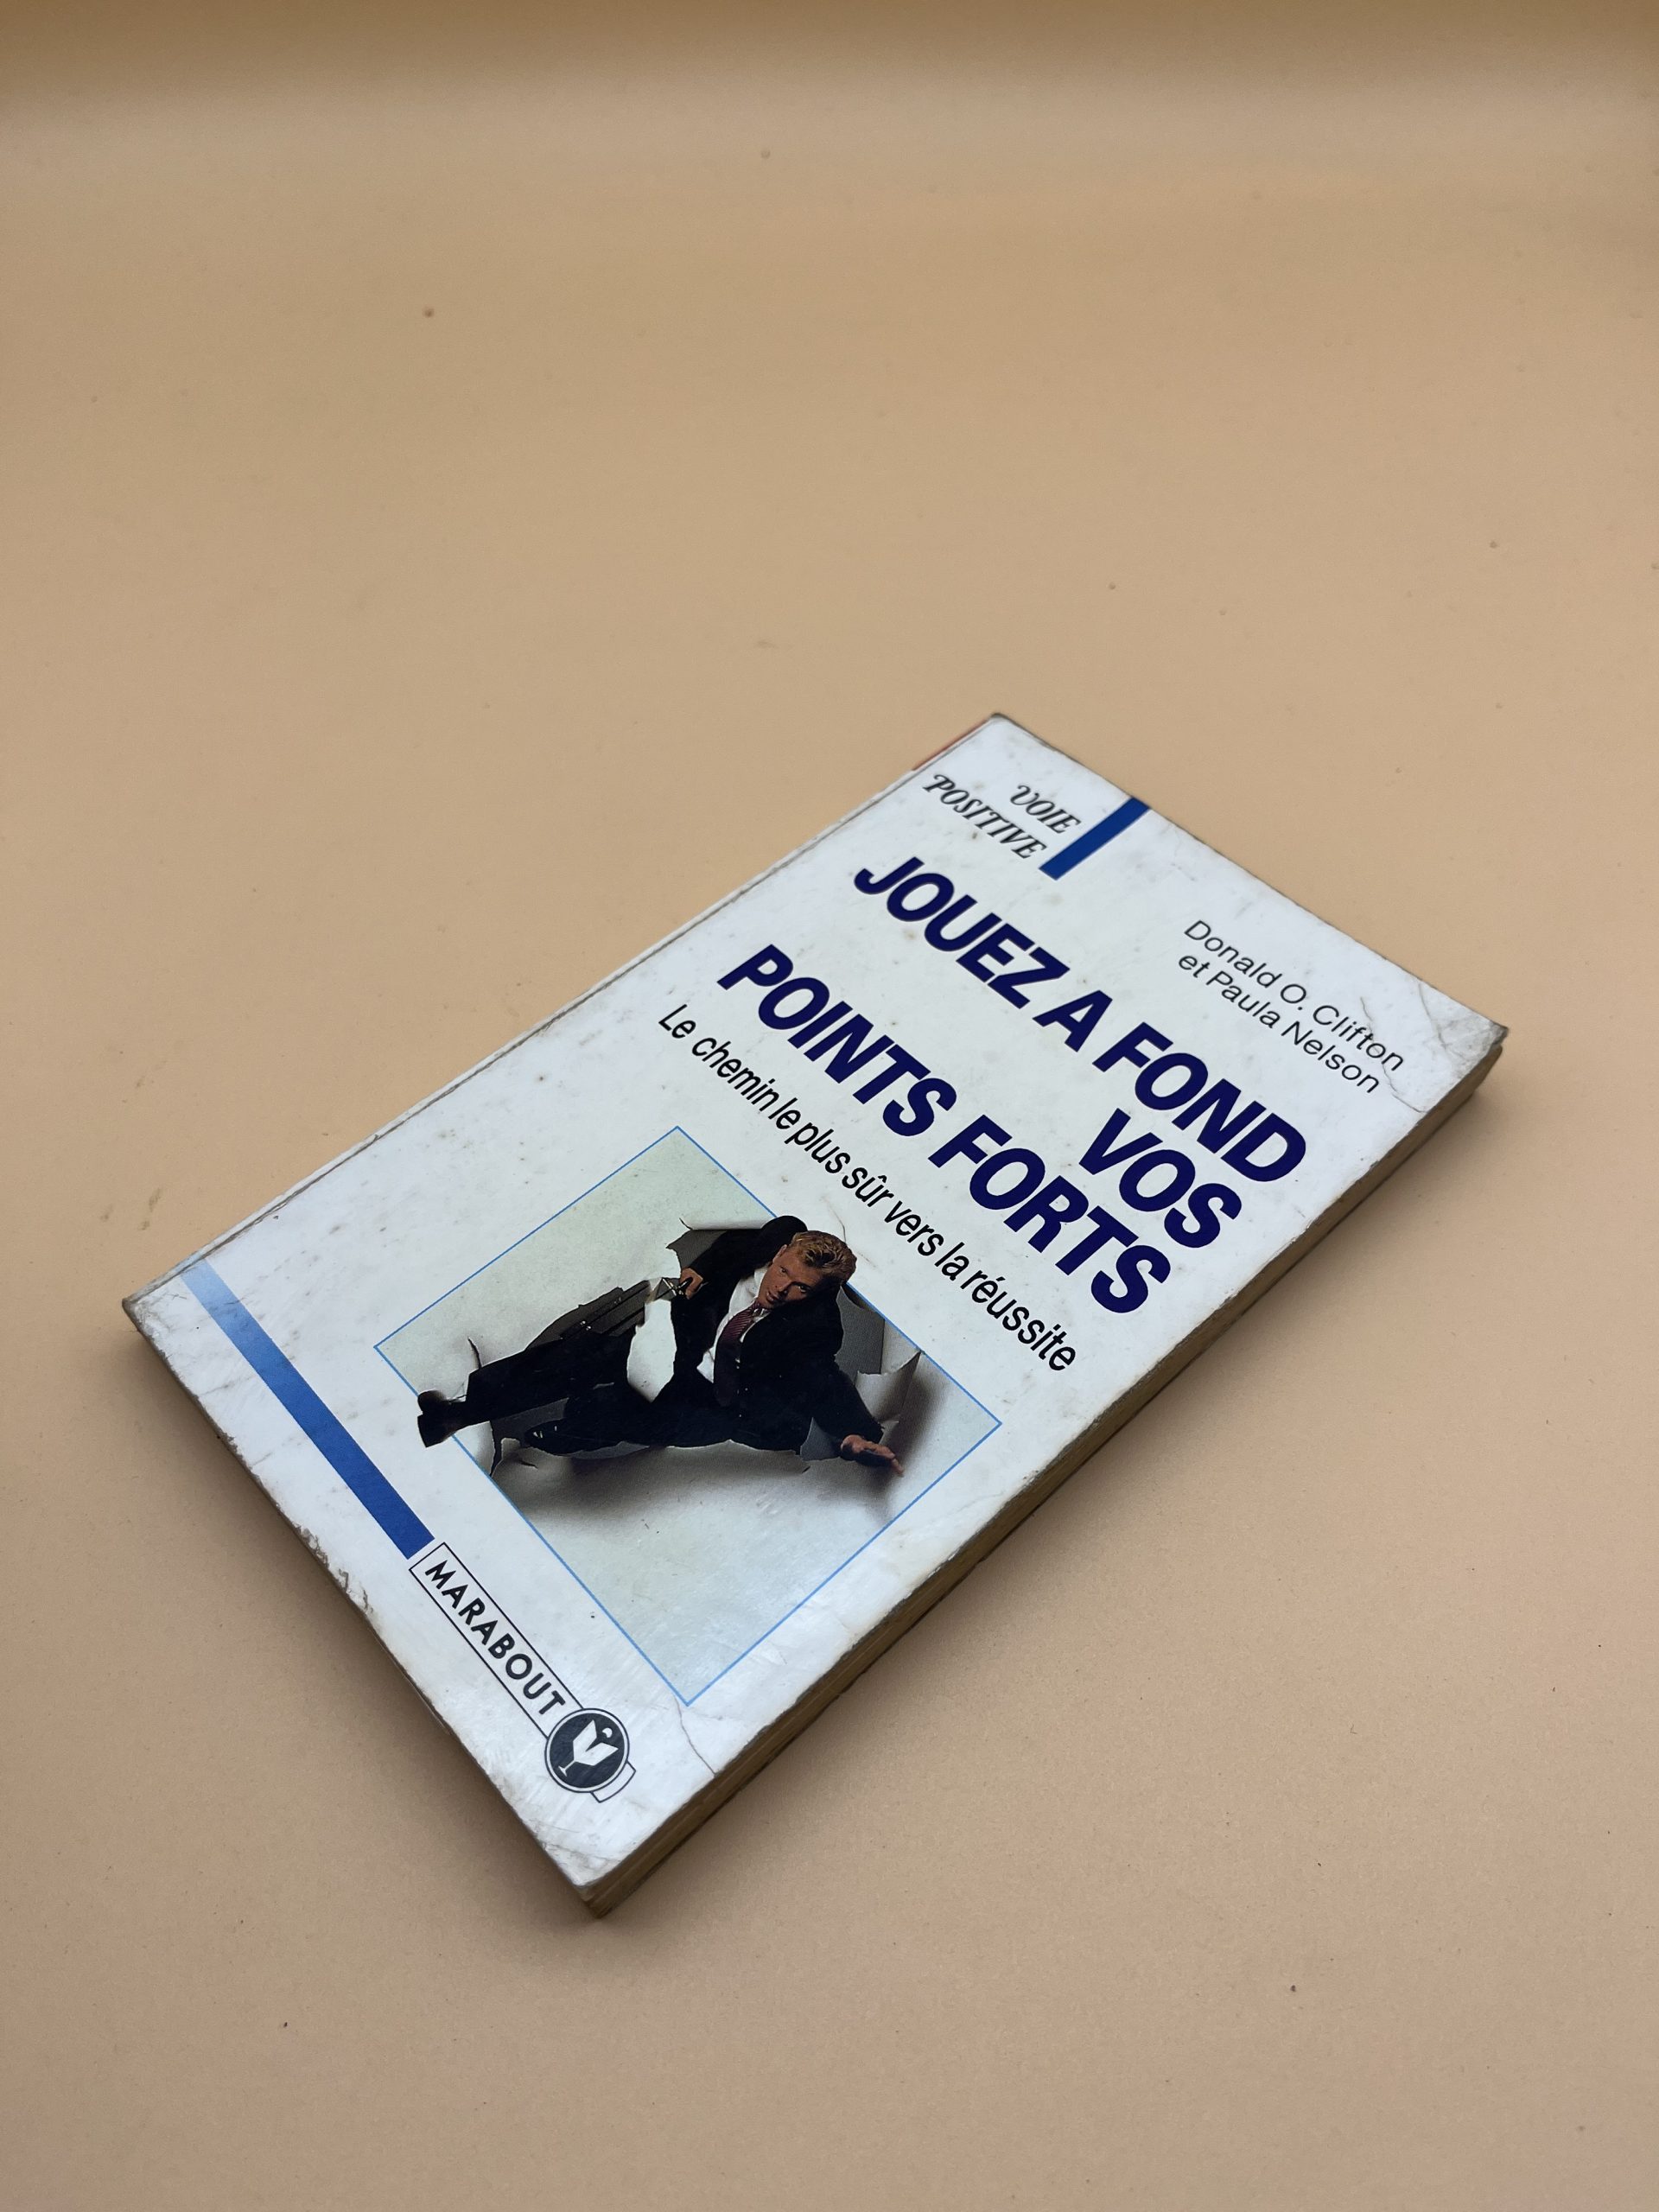 VOIE
POSITIVE
Donald O. Clifton
et Paula Nelson
JOUEZ A FOND
VOS
POINTS FORTS
Le chemin le plus sûr vers la réussite
MARABOUT